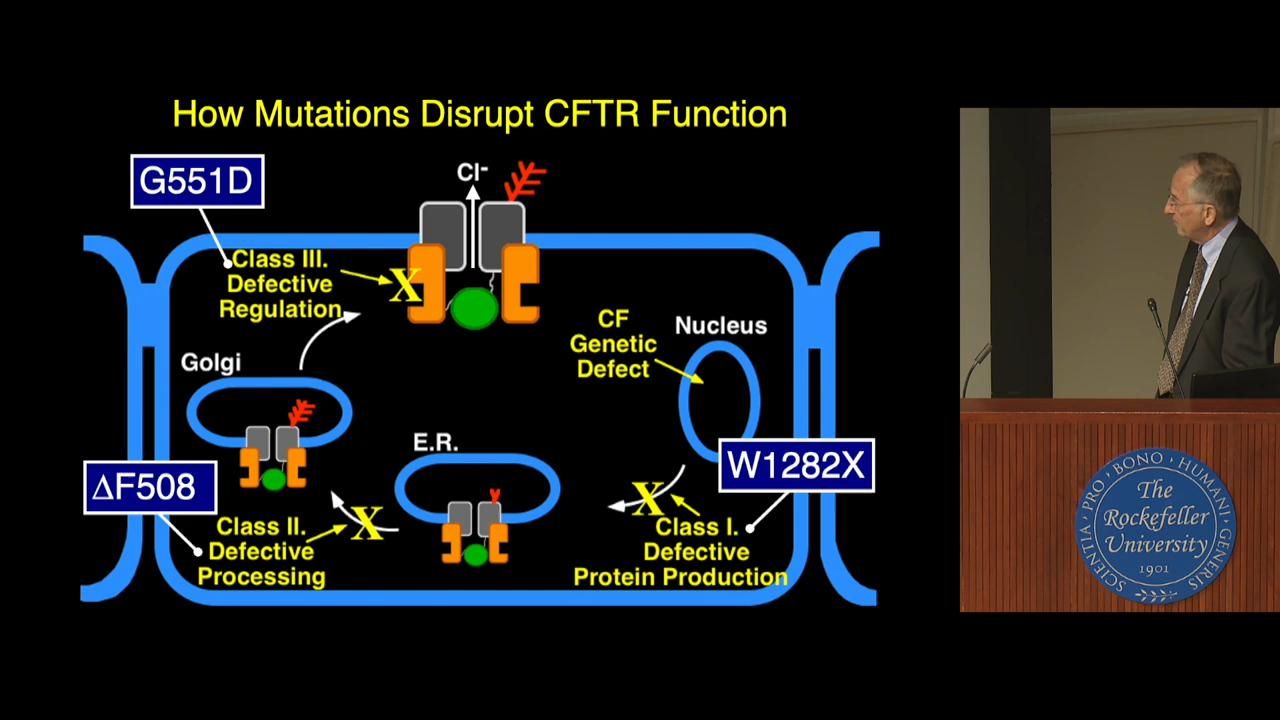 How Mutations Disrupt CFTR Function
G551D
Cl-
Class III.
Defective
Regulation
X
CF
Genetic
Defect
Nucleus
Golgi
E.R.
ΔF508
W1282X
X
Class II.
Defective
Processing
X
Class I.
Defective
Protein Production
SCIENTIA · PRO · BONO · HUMANI · GENERIS
The
Rockefeller
University
1901